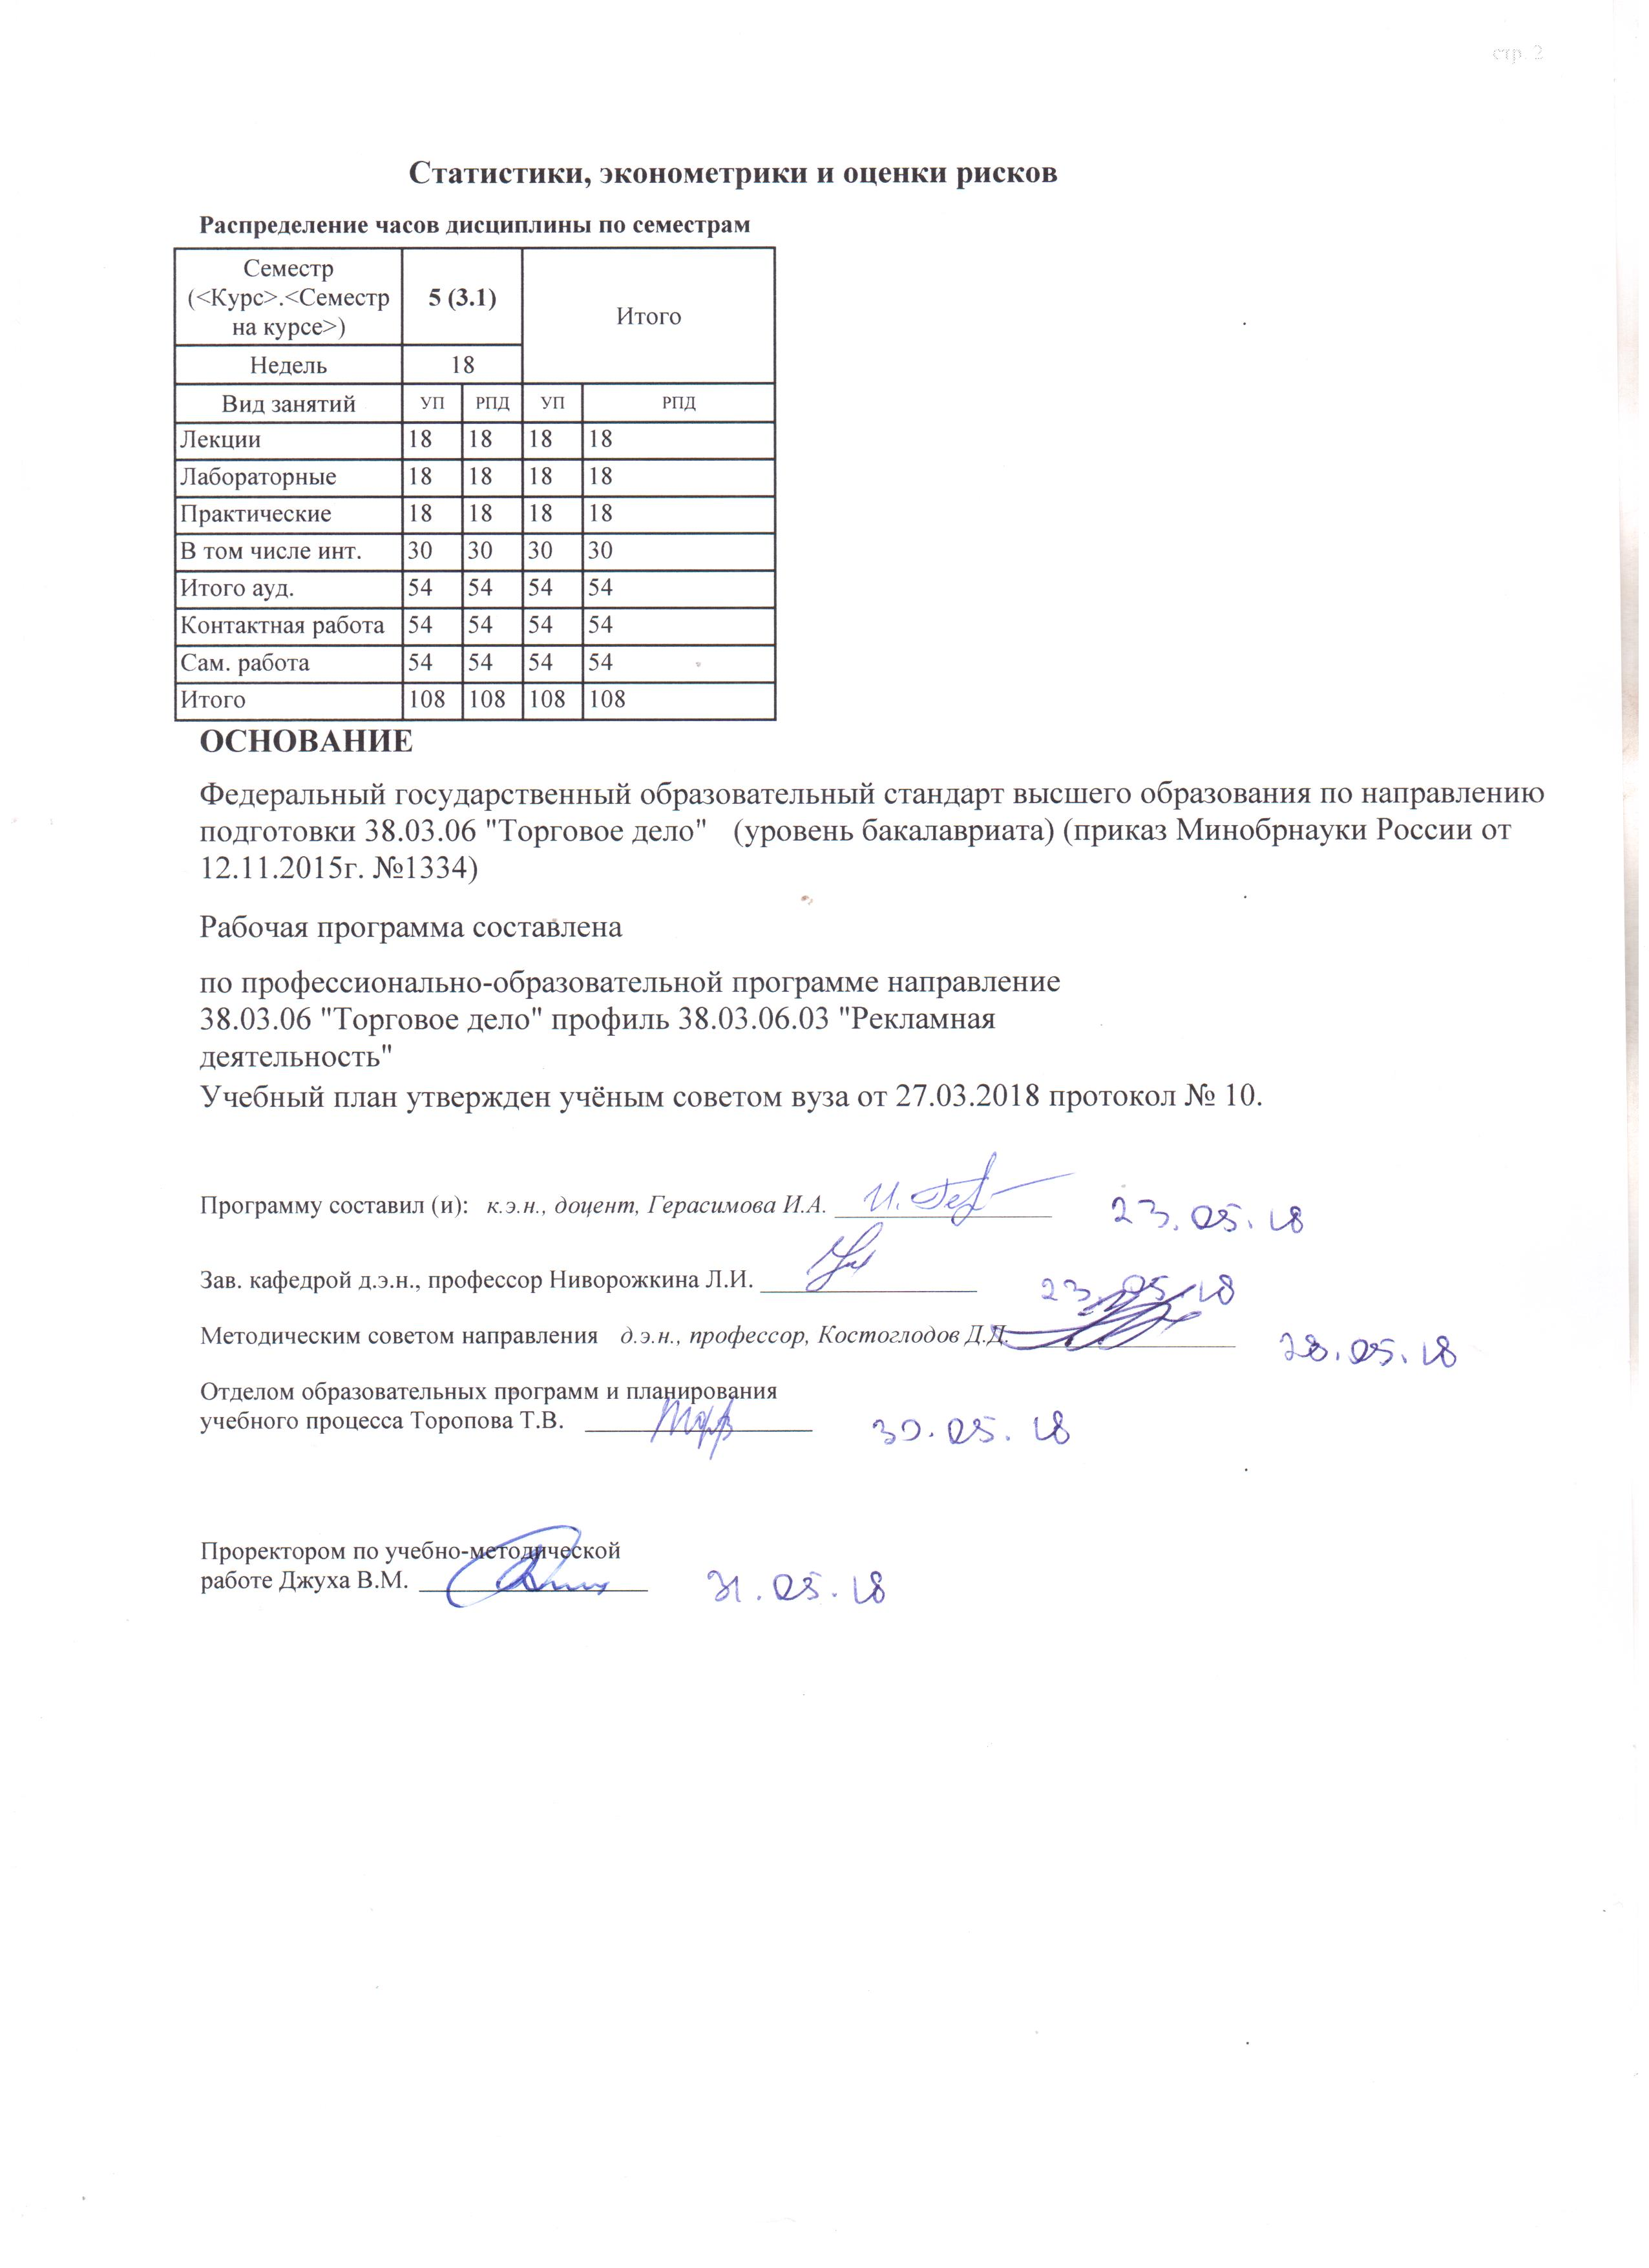 стр. 2
Статистики, эконометрики и оценки рисков
Распределение часов дисциплины по семестрам
Семестр
(<Курс>.<Семестр
на курсе>)
5 (3.1)
Итого
Недель 18
Вид занятий УП РПД УП РПД
Лекции 18 18 18 18
Лабораторные 18 18 18 18
Практические 18 18 18 18
В том числе инт. 30 30 30 30
Итого ауд. 54 54 54 54
Контактная работа 54 54 54 54
Сам. работа 54 54 54 54
Итого 108 108 108 108
ОСНОВАНИЕ
Федеральный государственный образовательный стандарт высшего образования по направлению
подготовки 38.03.06 "Торговое дело" (уровень бакалавриата) (приказ Минобрнауки России от
12.11.2015г. №1334)
Рабочая программа составлена
по профессионально-образовательной программе направление
38.03.06 "Торговое дело" профиль 38.03.06.03 "Рекламная
деятельность"
Учебный план утвержден учёным советом вуза от 27.03.2018 протокол № 10.
Программу составил (и): к.э.н., доцент, Герасимова И.А. 23.05.18
Зав. кафедрой д.э.н., профессор Ниворожкина Л.И. 23.05.18
Методическим советом направления д.э.н., профессор, Костоглодов Д.Д. 28.05.18
Отделом образовательных программ и планирования
учебного процесса Торопова Т.В. 30.05.18
Проректором по учебно-методической
работе Джуха В.М. 31.05.18